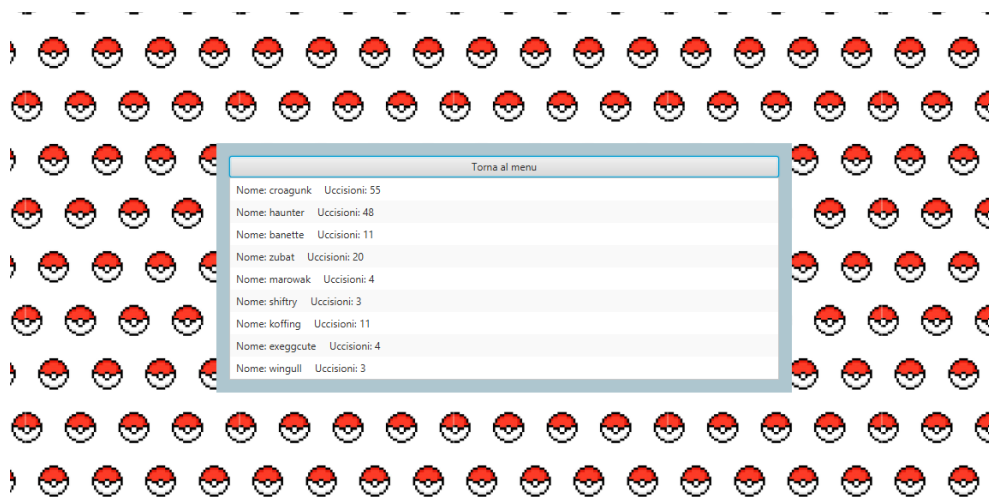 Torna al menu
Nome: croagunk Uccisioni: 55
Nome: haunter Uccisioni: 48
Nome: banette Uccisioni: 11
Nome: zubat Uccisioni: 20
Nome: marowak Uccisioni: 4
Nome: shiftry Uccisioni: 3
Nome: koffing Uccisioni: 11
Nome: exeggcute Uccisioni: 4
Nome: wingull Uccisioni: 3